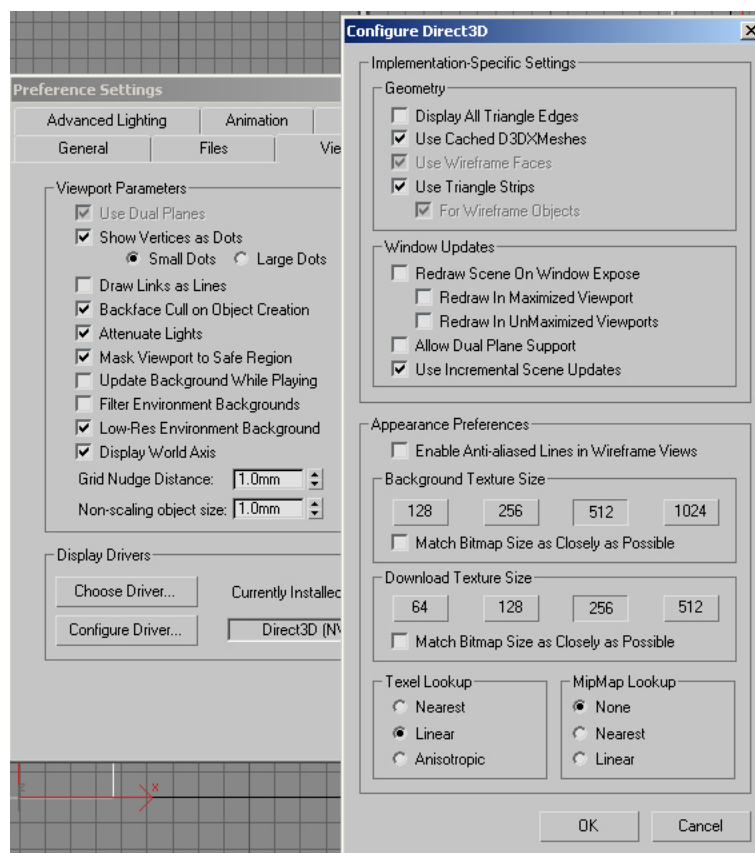 Preference Settings
Advanced Lighting
Animation
General
Files
Vie
Viewport Parameters
Use Dual Planes
Show Vertices as Dots
Small Dots
Large Dots
Draw Links as Lines
Backface Cull on Object Creation
Attenuate Lights
Mask Viewport to Safe Region
Update Background While Playing
Filter Environment Backgrounds
Low-Res Environment Background
Display World Axis
Grid Nudge Distance: 1.0mm
Non-scaling object size: 1.0mm
Display Drivers
Choose Driver...
Currently Installed
Configure Driver...
Direct3D (NV
x
Configure Direct3D
Implementation-Specific Settings
Geometry
Display All Triangle Edges
Use Cached D3DXMeshes
Use Wireframe Faces
Use Triangle Strips
For Wireframe Objects
Window Updates
Redraw Scene On Window Expose
Redraw In Maximized Viewport
Redraw In UnMaximized Viewports
Allow Dual Plane Support
Use Incremental Scene Updates
Appearance Preferences
Enable Anti-aliased Lines in Wireframe Views
Background Texture Size
128 256 512 1024
Match Bitmap Size as Closely as Possible
Download Texture Size
64 128 256 512
Match Bitmap Size as Closely as Possible
Texel Lookup
Nearest
Linear
Anisotropic
MipMap Lookup
None
Nearest
Linear
OK
Cancel